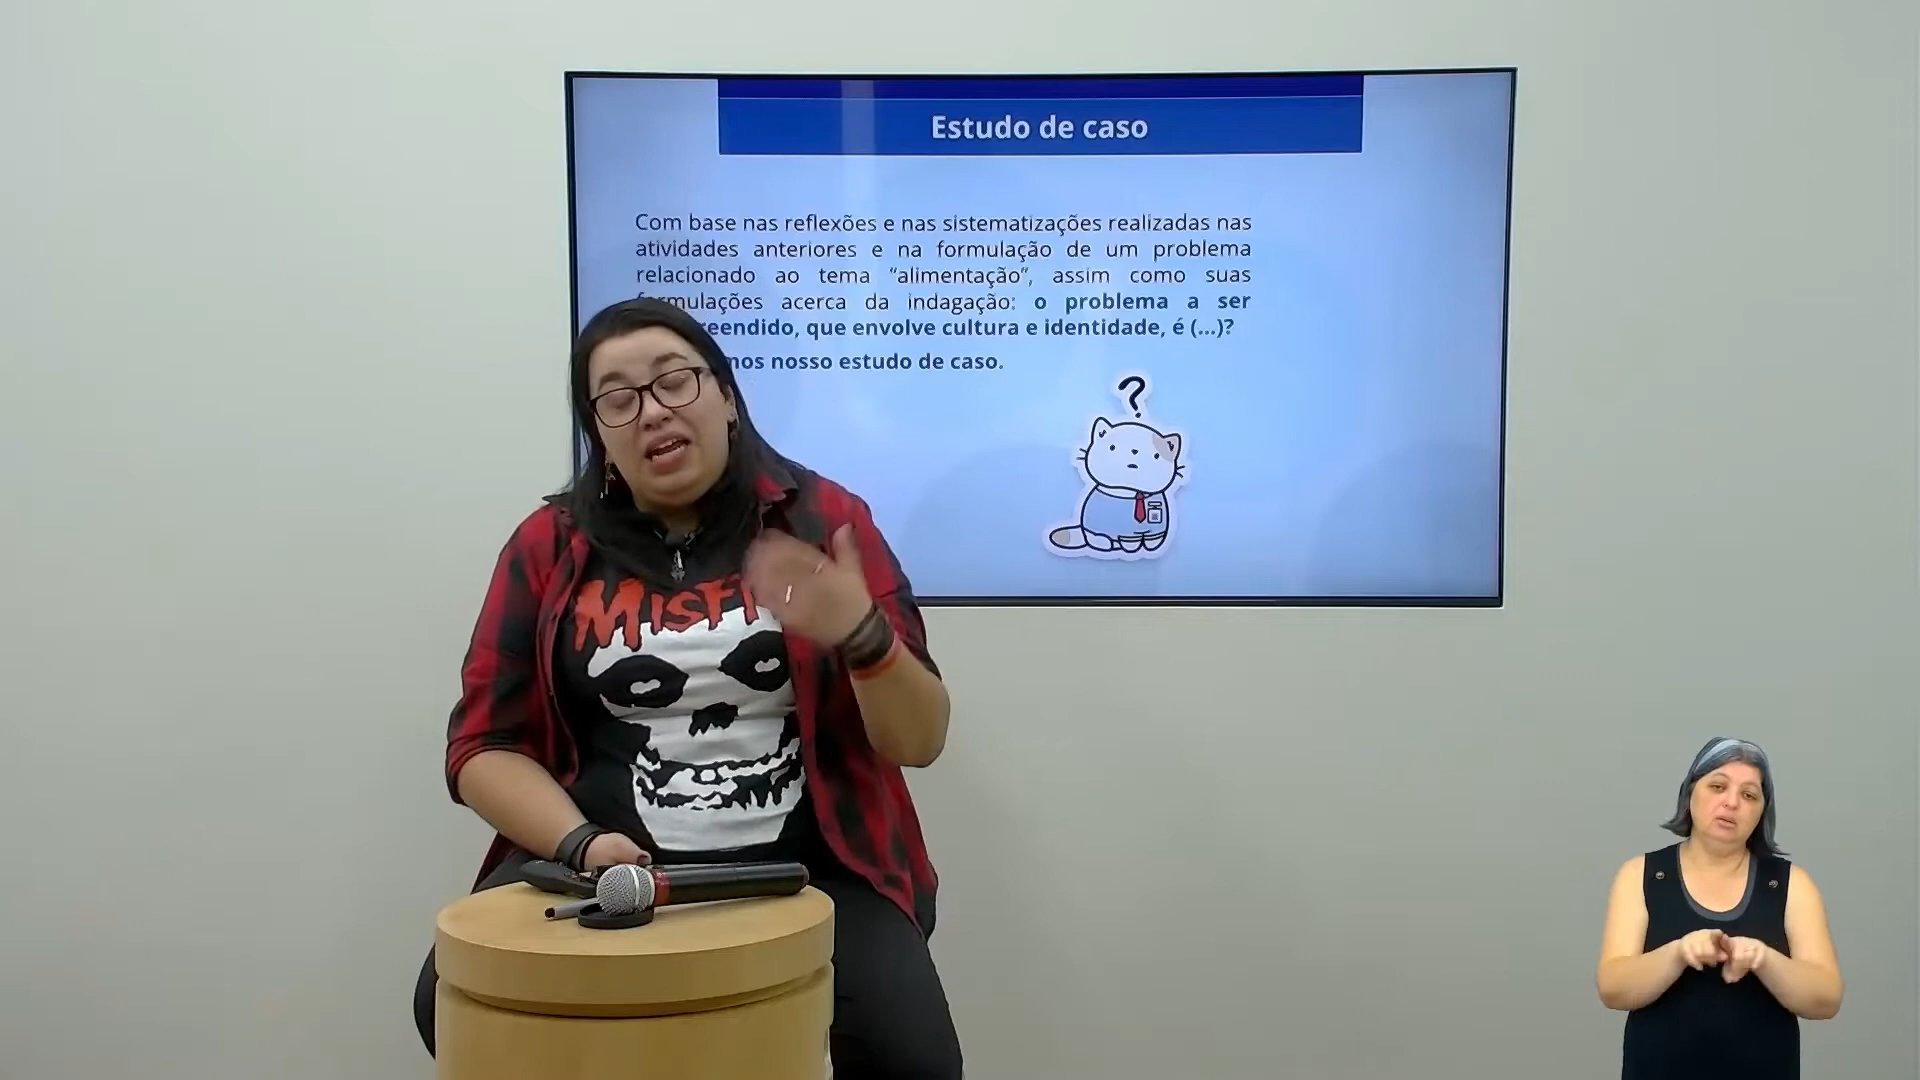 Estudo de caso
Com base nas reflexões e nas sistematizações realizadas nas
atividades anteriores e na formulação de um problema
relacionado ao tema “alimentação”, assim como suas
formulações acerca da indagação: o problema a ser
reendido, que envolve cultura e identidade, é (...)?
mos nosso estudo de caso.
?
MISFI